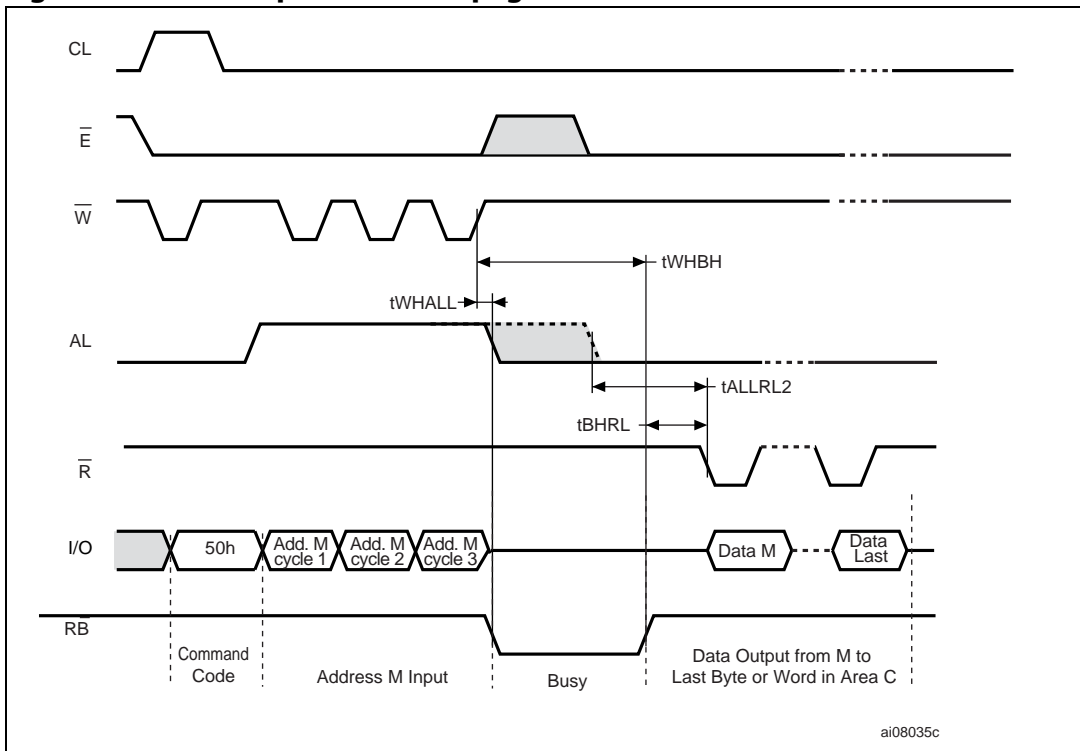 CL
E
W
tWHBH
tWHALL
AL
tALLRL2
tBHRL
R
I/O
50h
Add. M
cycle 1
Add. M
cycle 2
Add. M
cycle 3
Data M
Data
Last
RB
Command
Code
Address M Input
Busy
Data Output from M to
Last Byte or Word in Area C
ai08035c